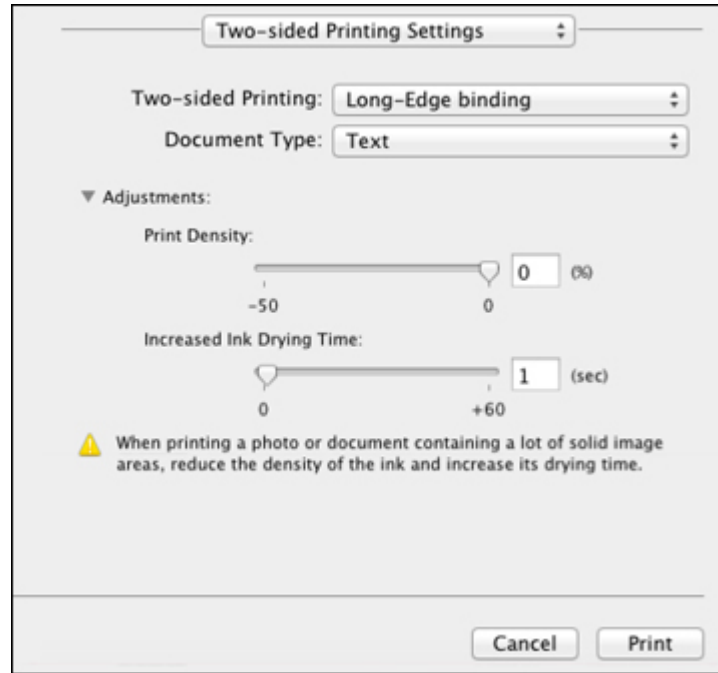 Two-sided Printing Settings
Two-sided Printing: Long-Edge binding
Document Type: Text
Adjustments:
Print Density:
0 (%)
-50 0
Increased Ink Drying Time:
1 (sec)
0 +60
When printing a photo or document containing a lot of solid image
areas, reduce the density of the ink and increase its drying time.
Cancel Print